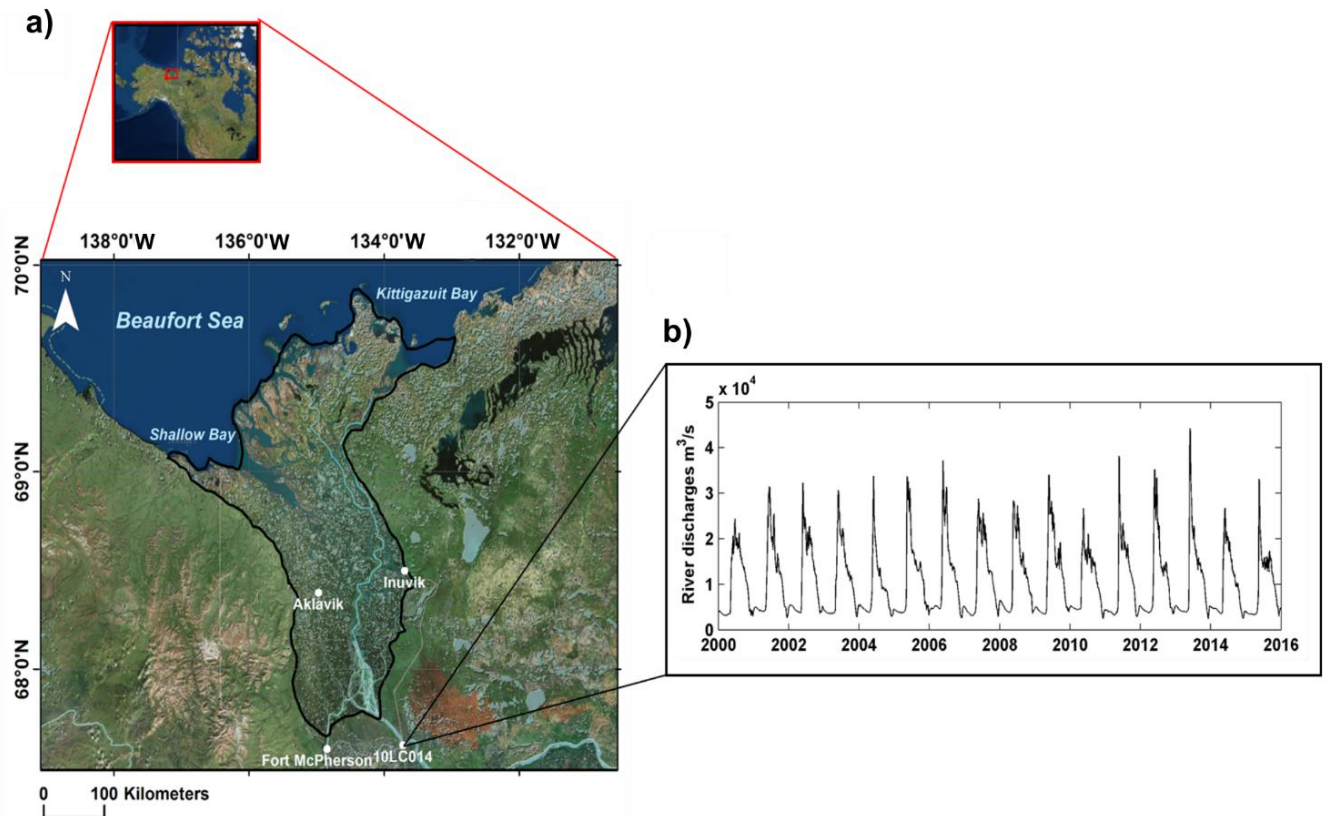 a)
138°0'W 136°0'W 134°0'W 132°0'W
70°0'N
N
Kittigazuit Bay
Beaufort Sea
Shallow Bay
69°0'N
Inuvik
Aklavik
68°0'N
Fort McPherson
10LC014
0 100 Kilometers
b)
x 10⁴
River discharges m³/s
5
4
3
2
1
0
2000 2002 2004 2006 2008 2010 2012 2014 2016